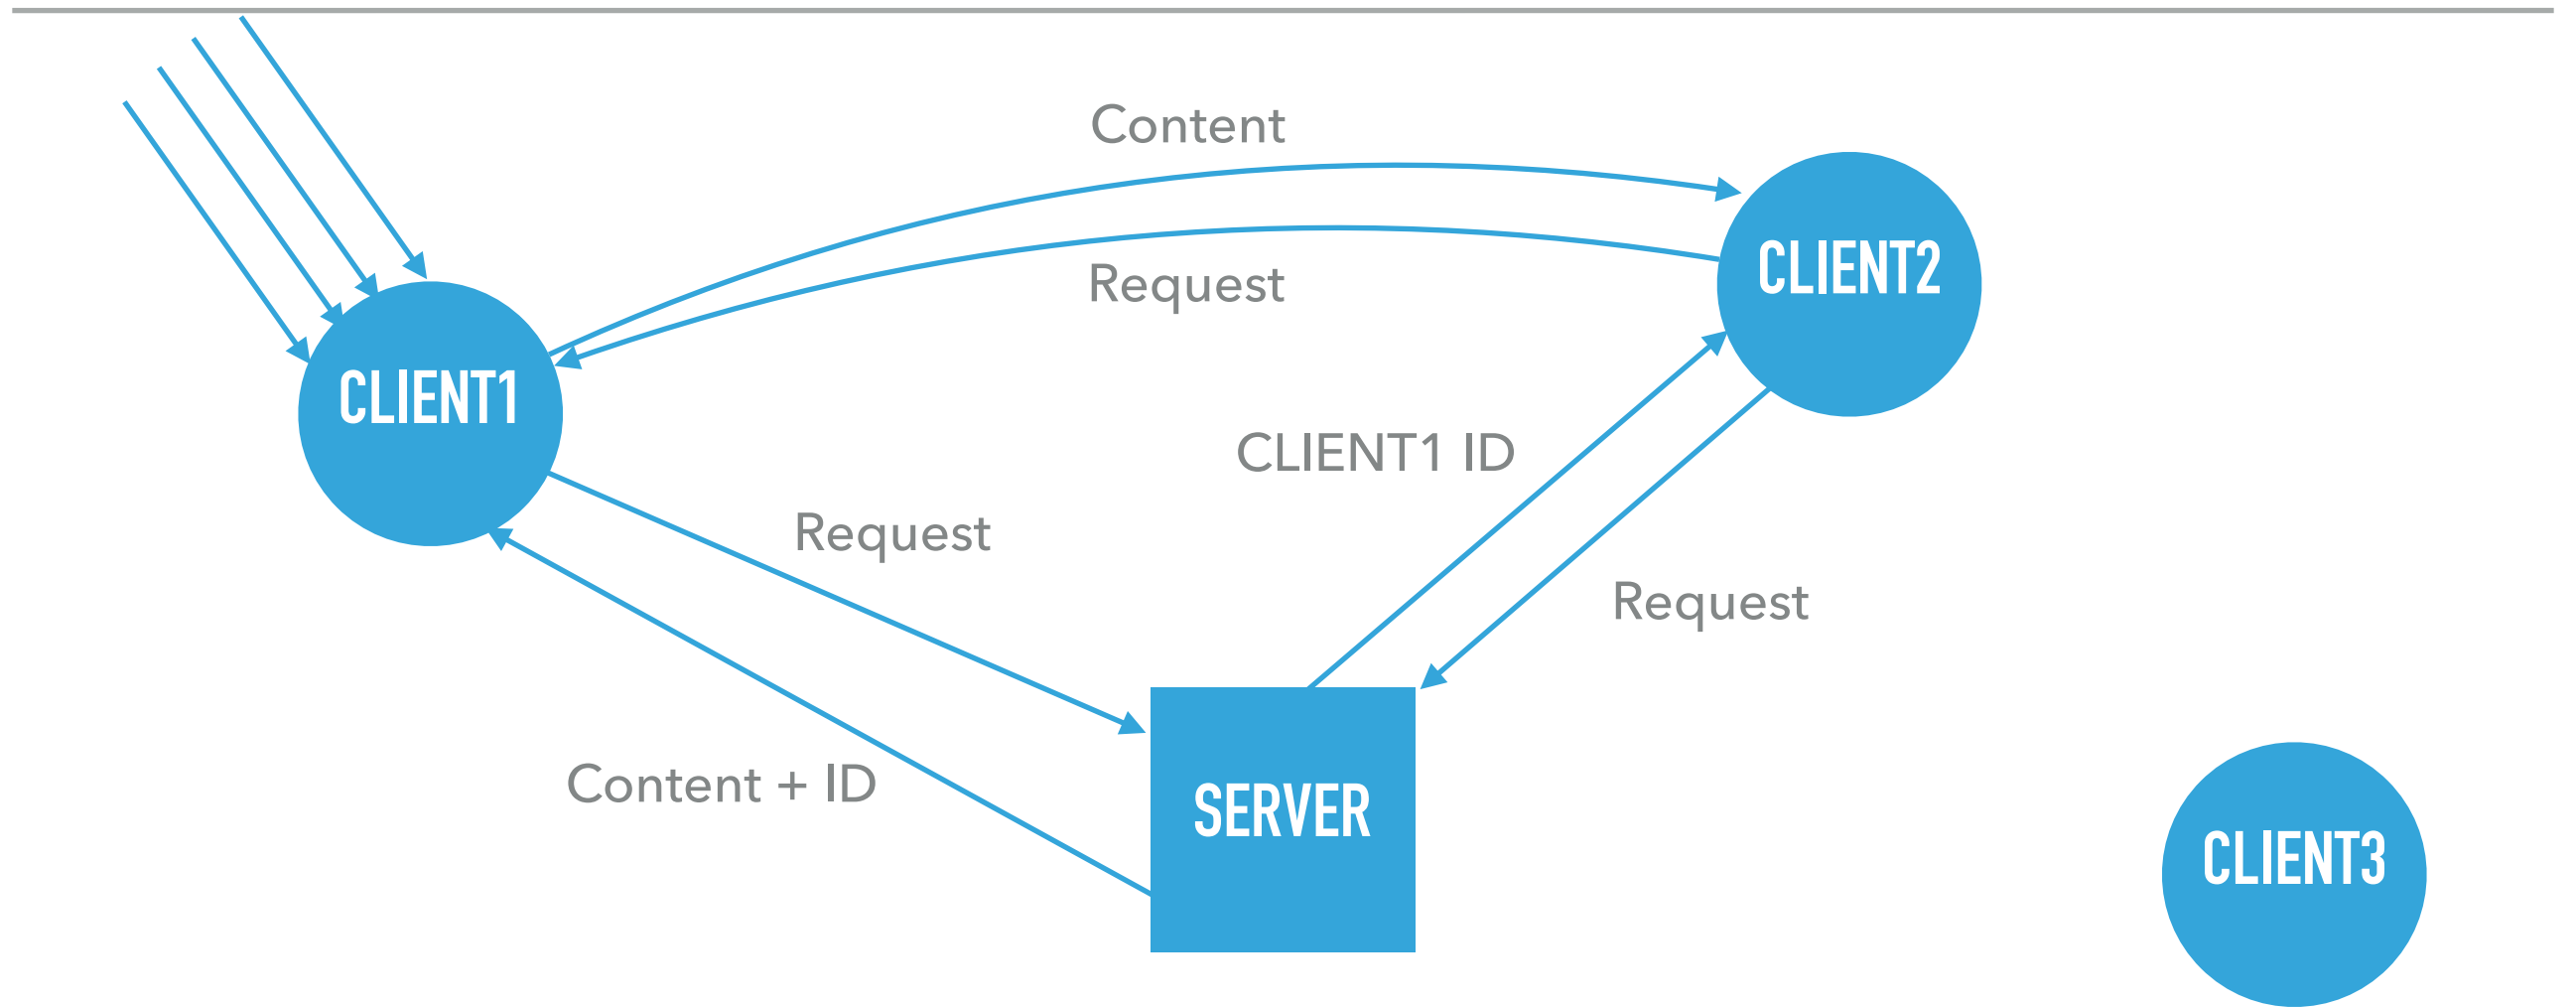 Content
CLIENT2
Request
CLIENT1
CLIENT1 ID
Request
Request
Content + ID
SERVER
CLIENT3